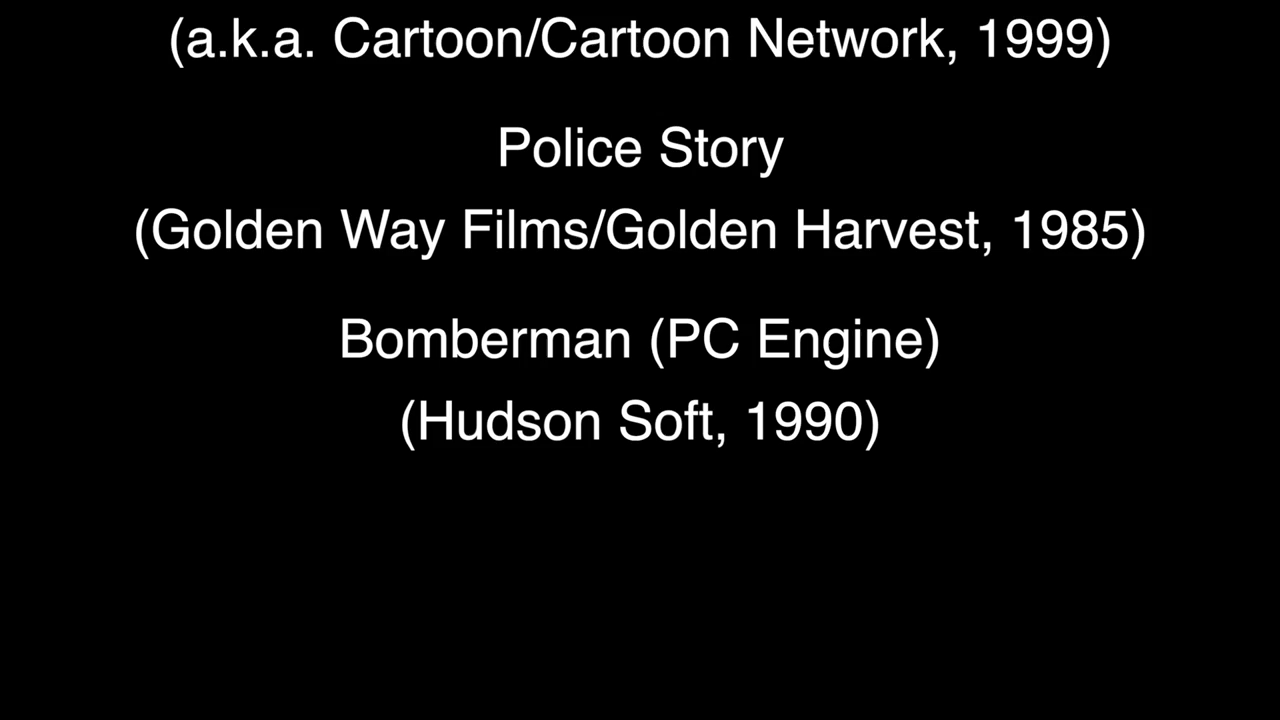 (a.k.a. Cartoon/Cartoon Network, 1999)
Police Story
(Golden Way Films/Golden Harvest, 1985)
Bomberman (PC Engine)
(Hudson Soft, 1990)